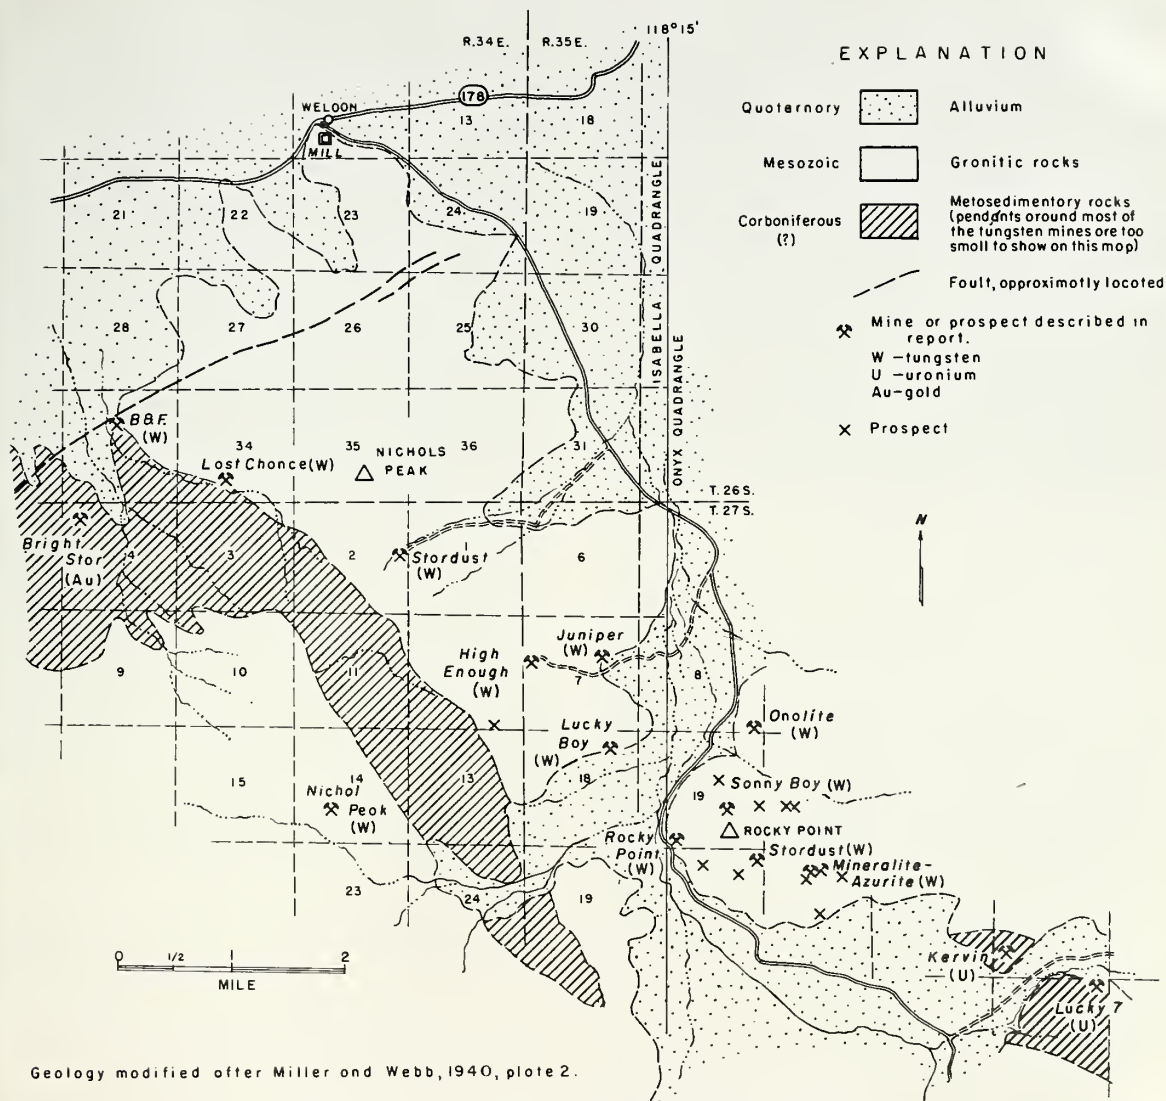 118°15'
R.34E.
R.35E.
178
WELDON
MILL
13
18
21
22
23
24
19
28
27
26
25
30
ISABELLA QUADRANGLE
ONYX QUADRANGLE
B&F.
(W)
34
35
36
31
Lost Chonce(W)
NICHOLS
PEAK
T. 26 S.
T. 27 S.
Bright
Stor
(Au)
4
3
2
1
6
Stordust
(W)
N
9
10
11
High
Enough
(W)
Juniper
(W)
7
8
Lucky
Boy
(W)
Onolite
(W)
15
14
13
18
19
Nichol
Peok
(W)
Sonny Boy (W)
ROCKY POINT
Rocky
Point
(W)
Stordust(W)
Minerolite-
Azurite(W)
23
24
19
Kervin
(U)
Lucky 7
(U)
0 1/2 2
MILE
EXPLANATION
Quoternory Alluvium
Mesozoic Gronitic rocks
Corboniferous
(?)
Metosedimentory rocks
(pendants oround most of
the tungsten mines ore too
smoll to show on this mop)
Foult, opproximotly locoted
Mine or prospect described in
report.
W –tungsten
U –uronium
Au–gold
Prospect
Geology modified ofter Miller ond Webb, 1940, plote 2.